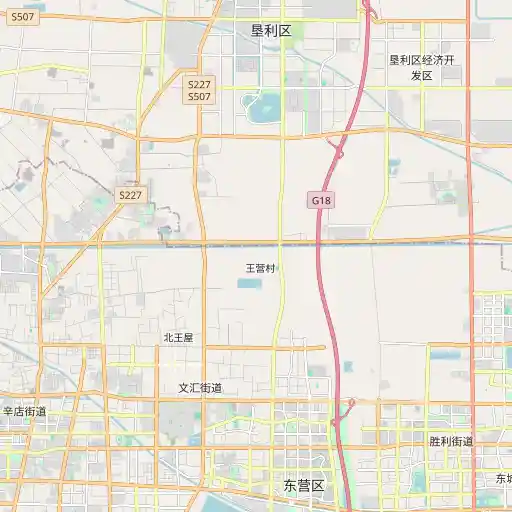 S507
垦利区
垦利区经济开
发区
S227
S507
S227
G18
王营村
北王屋
文汇街道
辛店街道
胜利街道
东营区
东城